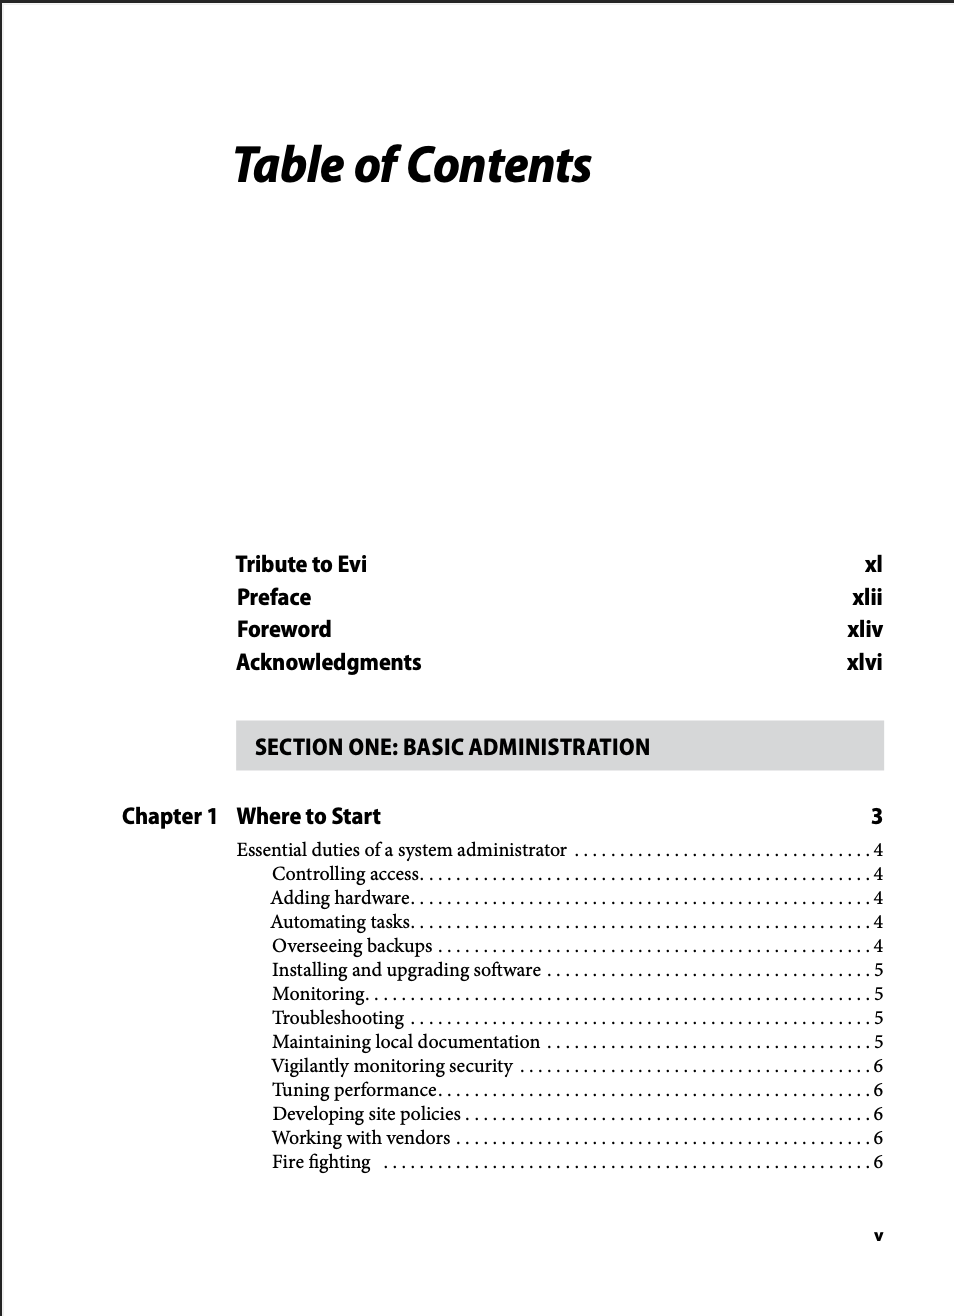 Table of Contents
Tribute to Evi xl
Preface xlii
Foreword xliv
Acknowledgments xlvi
SECTION ONE: BASIC ADMINISTRATION
Chapter 1 Where to Start 3
Essential duties of a system administrator . . . . . . . . . . . . . . . . . . . . . . . . . . . . . . . . . 4
Controlling access. . . . . . . . . . . . . . . . . . . . . . . . . . . . . . . . . . . . . . . . . . . . . . . . . . 4
Adding hardware. . . . . . . . . . . . . . . . . . . . . . . . . . . . . . . . . . . . . . . . . . . . . . . . . . . 4
Automating tasks. . . . . . . . . . . . . . . . . . . . . . . . . . . . . . . . . . . . . . . . . . . . . . . . . . . 4
Overseeing backups . . . . . . . . . . . . . . . . . . . . . . . . . . . . . . . . . . . . . . . . . . . . . . . . 4
Installing and upgrading software . . . . . . . . . . . . . . . . . . . . . . . . . . . . . . . . . . . . 5
Monitoring. . . . . . . . . . . . . . . . . . . . . . . . . . . . . . . . . . . . . . . . . . . . . . . . . . . . . . . . 5
Troubleshooting . . . . . . . . . . . . . . . . . . . . . . . . . . . . . . . . . . . . . . . . . . . . . . . . . . . 5
Maintaining local documentation . . . . . . . . . . . . . . . . . . . . . . . . . . . . . . . . . . . . 5
Vigilantly monitoring security . . . . . . . . . . . . . . . . . . . . . . . . . . . . . . . . . . . . . . . 6
Tuning performance. . . . . . . . . . . . . . . . . . . . . . . . . . . . . . . . . . . . . . . . . . . . . . . . 6
Developing site policies . . . . . . . . . . . . . . . . . . . . . . . . . . . . . . . . . . . . . . . . . . . . . 6
Working with vendors . . . . . . . . . . . . . . . . . . . . . . . . . . . . . . . . . . . . . . . . . . . . . . 6
Fire fighting . . . . . . . . . . . . . . . . . . . . . . . . . . . . . . . . . . . . . . . . . . . . . . . . . . . . . . 6
v